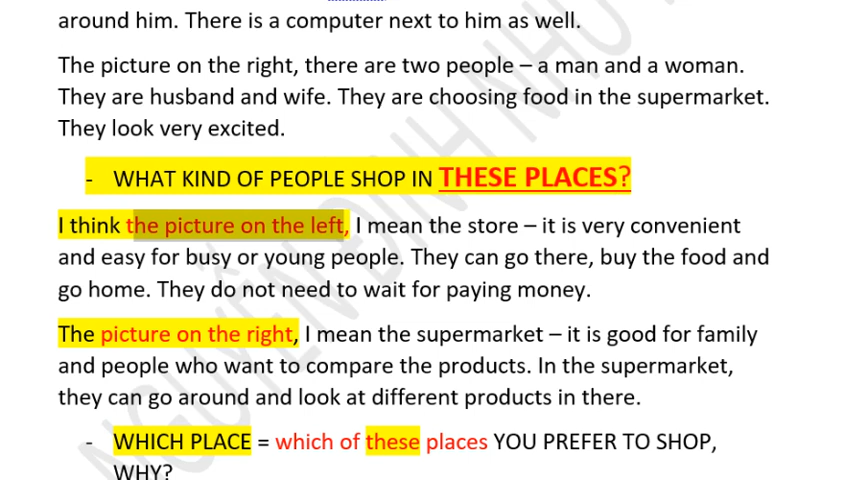 around him. There is a computer next to him as well.
The picture on the right, there are two people – a man and a woman.
They are husband and wife. They are choosing food in the supermarket.
They look very excited.
- WHAT KIND OF PEOPLE SHOP IN THESE PLACES?
I think the picture on the left, I mean the store – it is very convenient
and easy for busy or young people. They can go there, buy the food and
go home. They do not need to wait for paying money.
The picture on the right, I mean the supermarket – it is good for family
and people who want to compare the products. In the supermarket,
they can go around and look at different products in there.
- WHICH PLACE = which of these places YOU PREFER TO SHOP,
WHY?
NGUYỄN ĐÌNH NHƯ